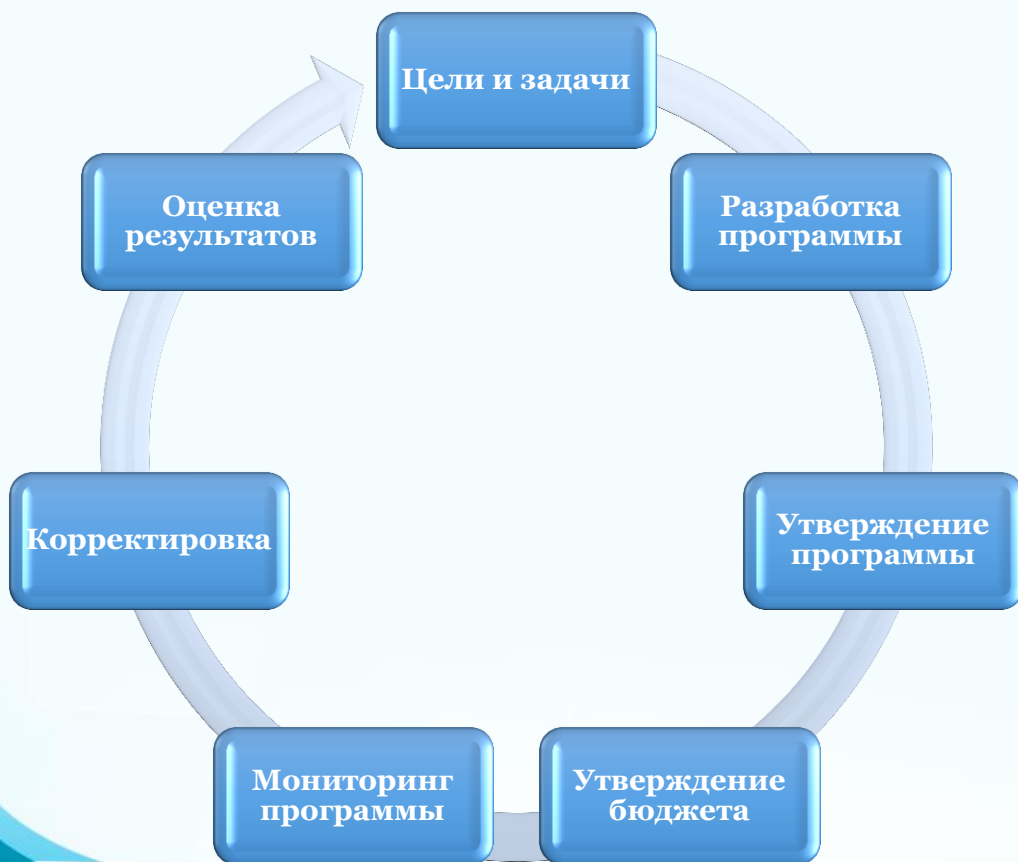 Цели и задачи
Разработка
программы
Утверждение
программы
Утверждение
бюджета
Мониторинг
программы
Корректировка
Оценка
результатов